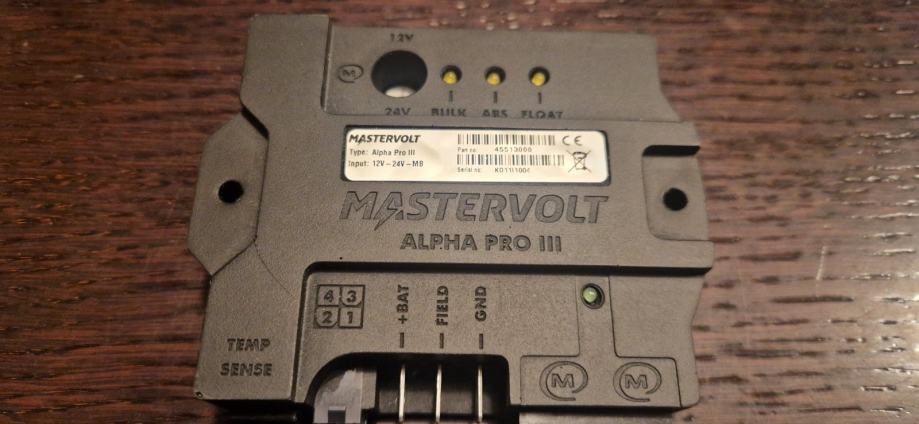 12V
M
24V BULK ABS FLOAT
MASTERVOLT
Type: Alpha Pro III
Input: 12V-24V-MB
Part no: 45513000
Serial no: K011I1004
CE
MASTERVOLT
ALPHA PRO III
4 3
2 1
+BAT
FIELD
GND
TEMP
SENSE
M
M